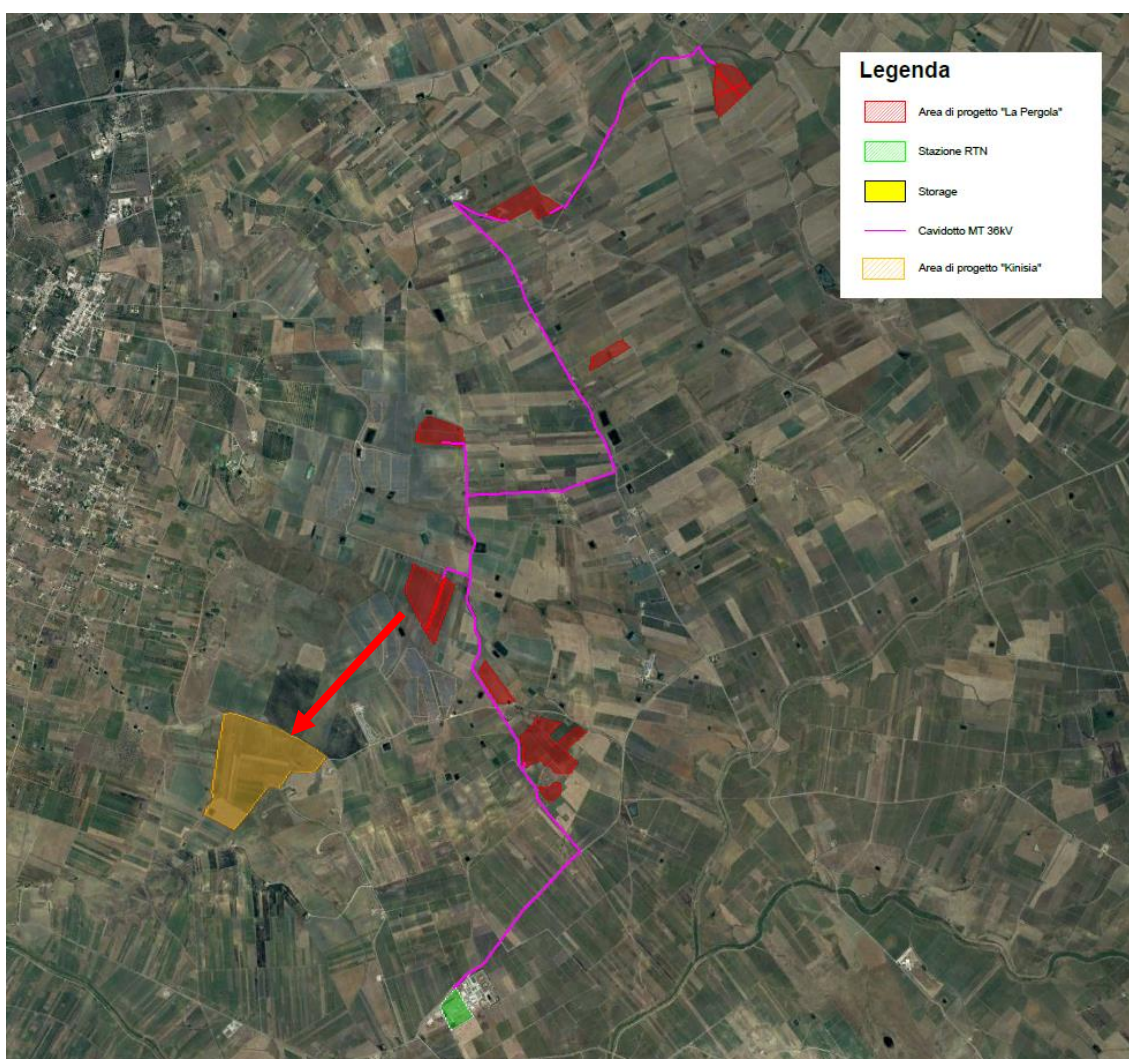 Legenda
Area di progetto "La Pergola"
Stazione RTN
Storage
Cavidotto MT 36kV
Area di progetto "Kinisia"